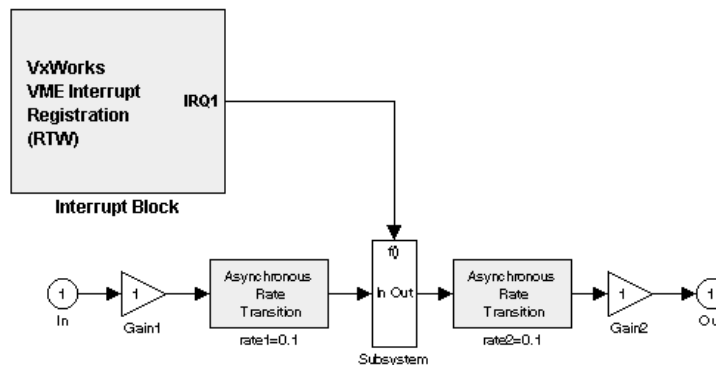 VxWorks
VME Interrupt
Registration
(RTW)
IRQ1
Interrupt Block
1
In
1
Gain1
Asynchronous
Rate
Transition
rate1=0.1
f()
In Out
Subsystem
Asynchronous
Rate
Transition
rate2=0.1
1
Gain2
1
Ou